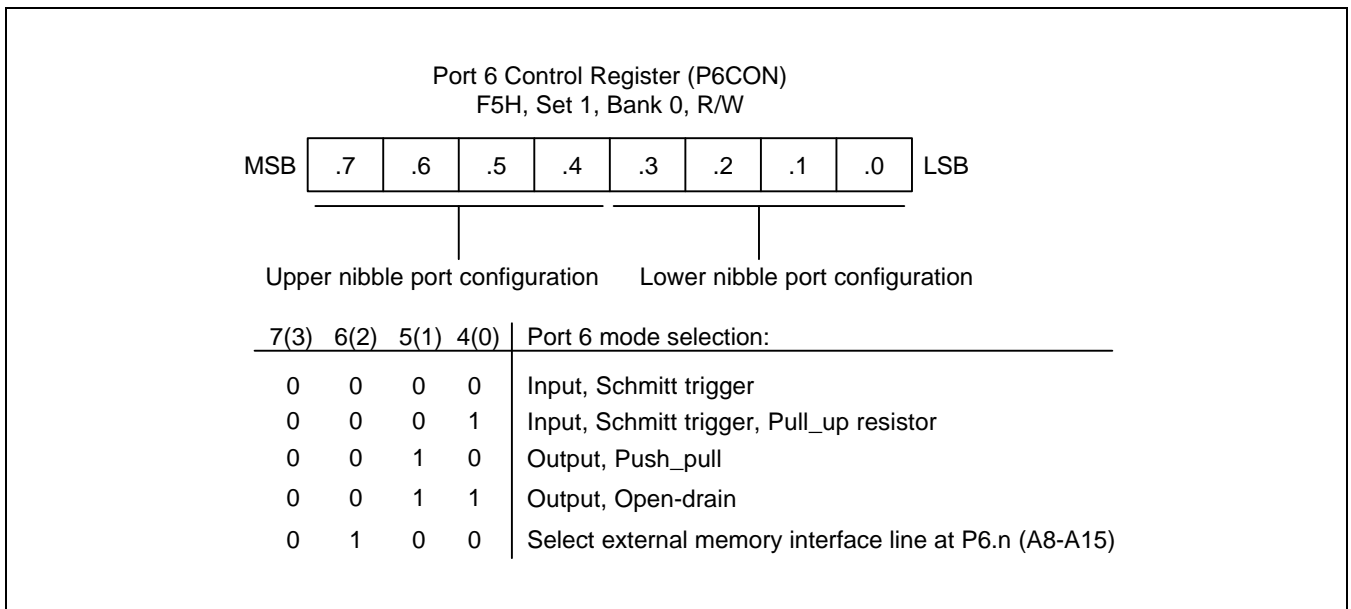 Port 6 Control Register (P6CON)
F5H, Set 1, Bank 0, R/W
MSB .7 .6 .5 .4 .3 .2 .1 .0 LSB
Upper nibble port configuration Lower nibble port configuration
7(3) 6(2) 5(1) 4(0) Port 6 mode selection:
0 0 0 0 Input, Schmitt trigger
0 0 0 1 Input, Schmitt trigger, Pull_up resistor
0 0 1 0 Output, Push_pull
0 0 1 1 Output, Open-drain
0 1 0 0 Select external memory interface line at P6.n (A8-A15)